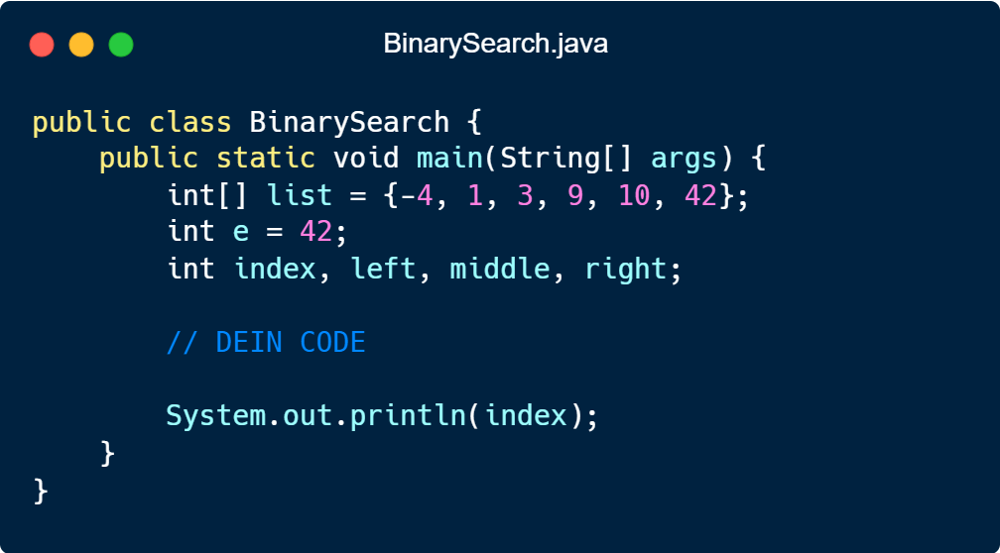 BinarySearch.java
public class BinarySearch {
    public static void main(String[] args) {
        int[] list = {-4, 1, 3, 9, 10, 42};
        int e = 42;
        int index, left, middle, right;
        // DEIN CODE
        System.out.println(index);
    }
}